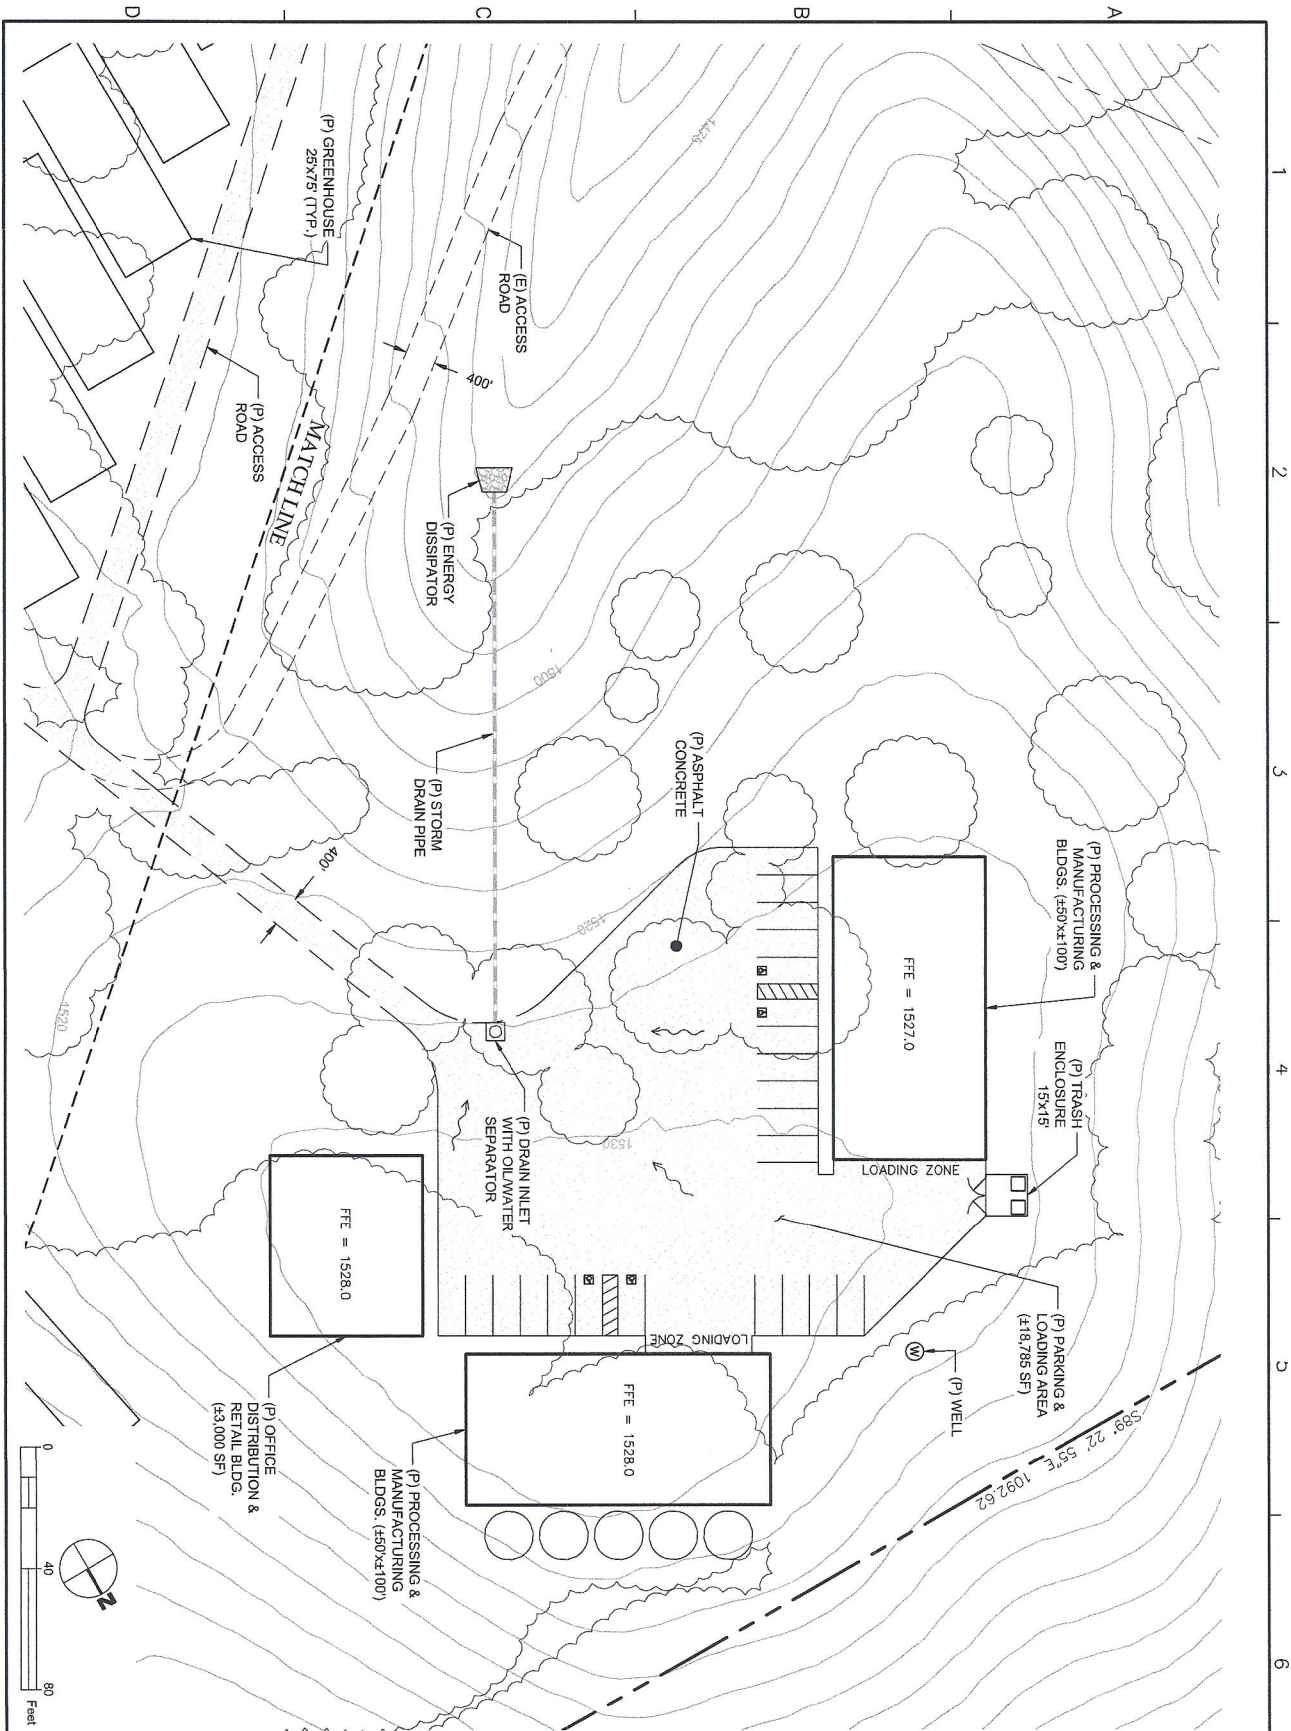 D
C
B
A
1
2
3
4
5
6
1475
(P) GREENHOUSE
25'x75' (TYP.)
(E) ACCESS
ROAD
400'
(P) ACCESS
ROAD
MATCH LINE
(P) ENERGY
DISSIPATOR
1500
(P) STORM
DRAIN PIPE
(P) ASPHALT
CONCRETE
(P) PROCESSING &
MANUFACTURING
BLDGS. (±50'x±100')
400'
1520
1520
FFE = 1527.0
(P) TRASH
ENCLOSURE
15'x15'
LOADING ZONE
(P) DRAIN INLET
WITH OIL/WATER
SEPARATOR
1530
FFE = 1528.0
(P) PARKING &
LOADING AREA
(±18,785 SF)
LOADING ZONE
W
(P) WELL
FFE = 1528.0
S89° 22' 55"E 1092.62
(P) OFFICE
DISTRIBUTION &
RETAIL BLDG.
(±3,000 SF)
(P) PROCESSING &
MANUFACTURING
BLDGS. (±50'x±100')
N
0
40
80
Feet